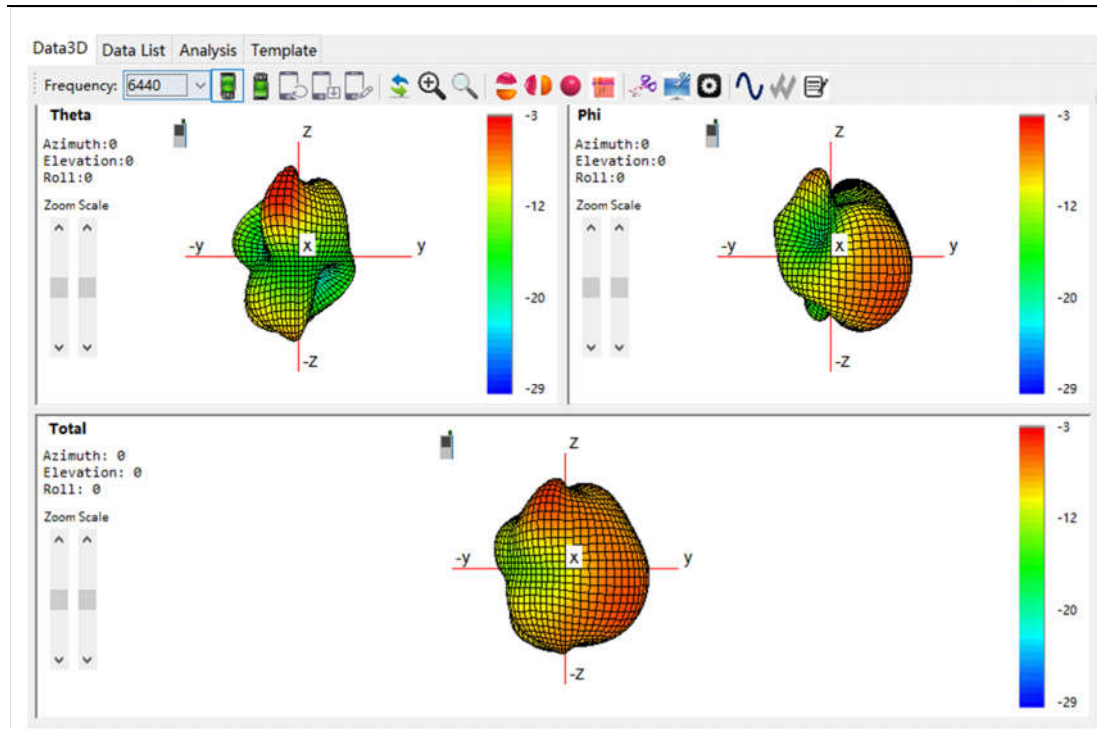 Data3D Data List Analysis Template
Frequency: 6440
Theta
Azimuth:0
Elevation:0
Roll:0
Zoom Scale
Z
-y
x
y
-Z
-3
-12
-20
-29
Phi
Azimuth:0
Elevation:0
Roll:0
Zoom Scale
Z
-y
x
y
-Z
-3
-12
-20
-29
Total
Azimuth: 0
Elevation: 0
Roll: 0
Zoom Scale
Z
-y
x
y
-Z
-3
-12
-20
-29